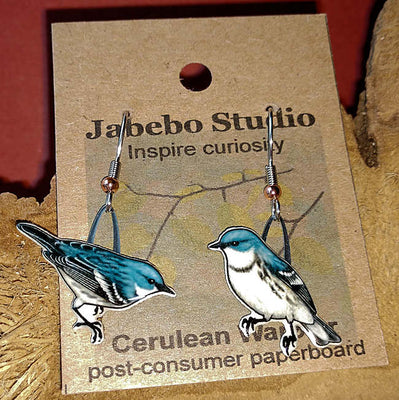 Jabebo Studio
Inspire curiosity
Cerulean
post-consumer paperboard